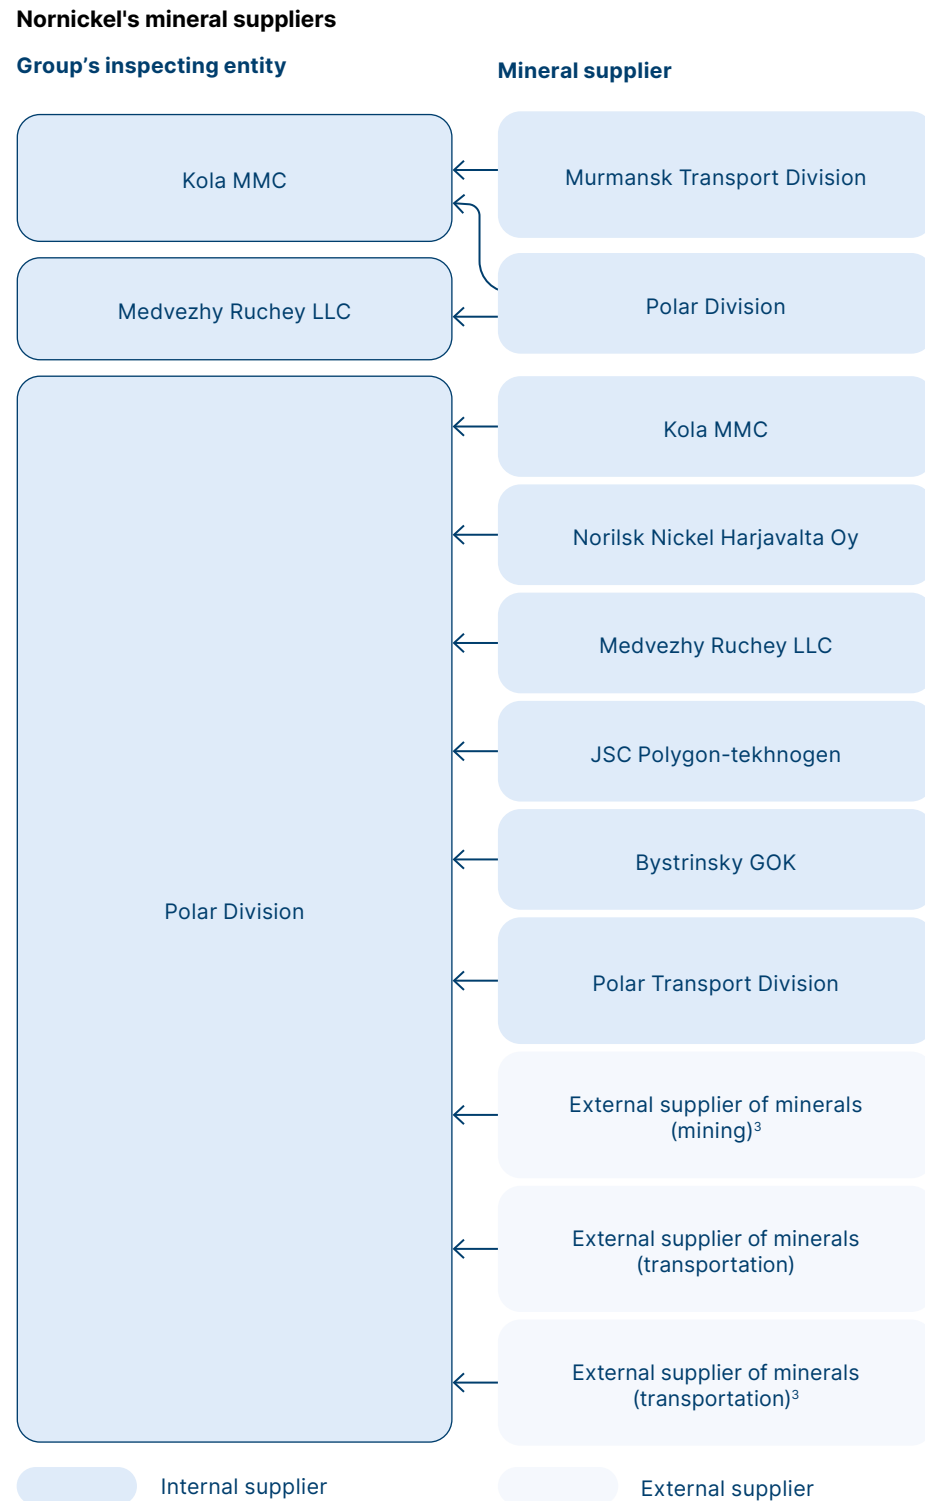 Nornickel's mineral suppliers
Group’s inspecting entity
Mineral supplier
Kola MMC
Murmansk Transport Division
Medvezhy Ruchey LLC
Polar Division
Polar Division
Kola MMC
Norilsk Nickel Harjavalta Oy
Medvezhy Ruchey LLC
JSC Polygon-tekhnogen
Bystrinsky GOK
Polar Transport Division
External supplier of minerals
(mining)³
External supplier of minerals
(transportation)
External supplier of minerals
(transportation)³
Internal supplier
External supplier